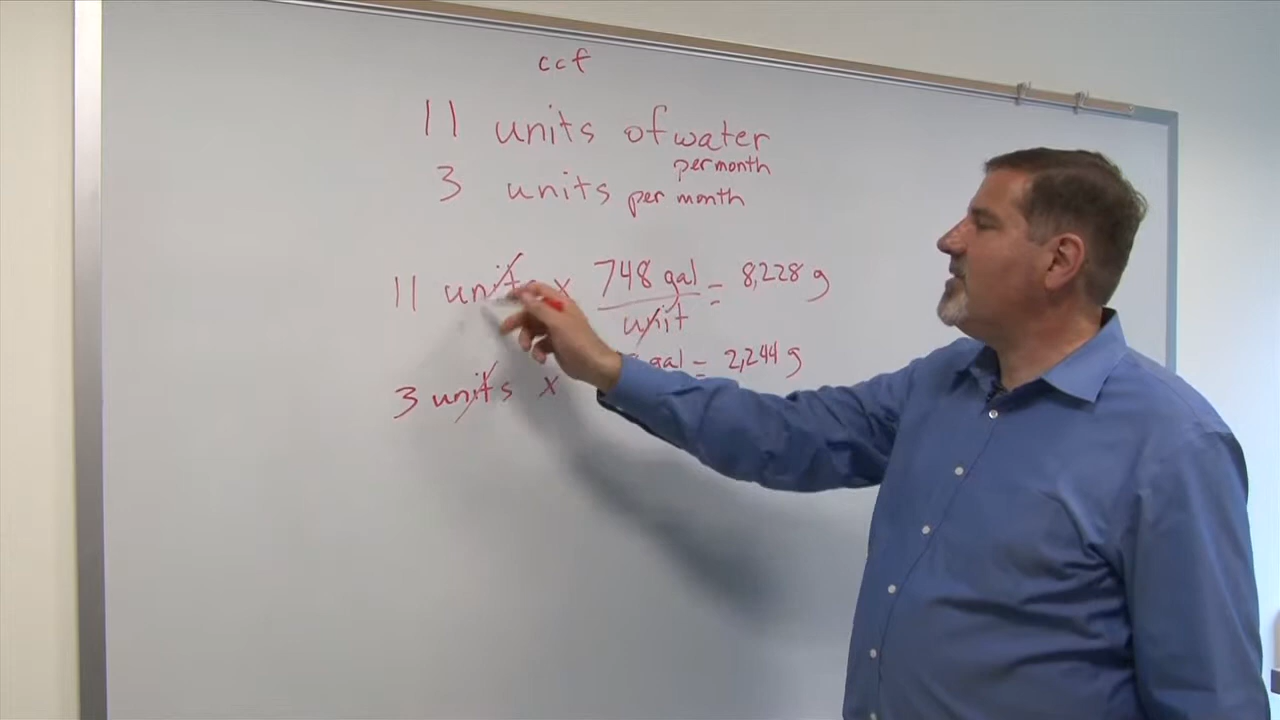 ccf
11 units of water
per month
3 units per month
11 units x 748 gal = 8,228 g
unit
3 units x gal = 2,244 g